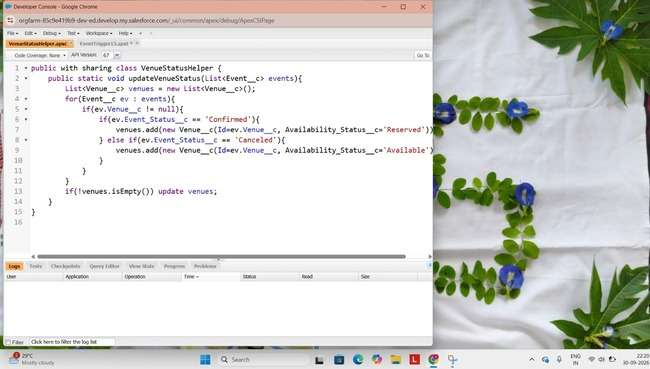 Developer Console - Google Chrome
orgfarm-85c9e419b9-dev-ed.develop.my.salesforce.com/_ui/common/apex/debug/ApexCSIPage
File Edit Debug Test Workspace Help < >
VenueStatusHelper.apxc EventTrigger15.apxt
Code Coverage: None API Version: 67 Go To
1 public with sharing class VenueStatusHelper {
2 public static void updateVenueStatus(List<Event__c> events){
3 List<Venue__c> venues = new List<Venue__c>();
4 for(Event__c ev : events){
5 if(ev.Venue__c != null){
6 if(ev.Event_Status__c == 'Confirmed'){
7 venues.add(new Venue__c(Id=ev.Venue__c, Availability_Status__c='Reserved'))
8 } else if(ev.Event_Status__c == 'Canceled'){
9 venues.add(new Venue__c(Id=ev.Venue__c, Availability_Status__c='Available')
10 }
11 }
12 }
13 if(!venues.isEmpty()) update venues;
14 }
15 }
16
Logs Tests Checkpoints Query Editor View State Progress Problems
User Application Operation Time Status Read Size
Filter Click here to filter the log list
29°C
Mostly cloudy
Search
ENG
IN
22:20
30-09-2026